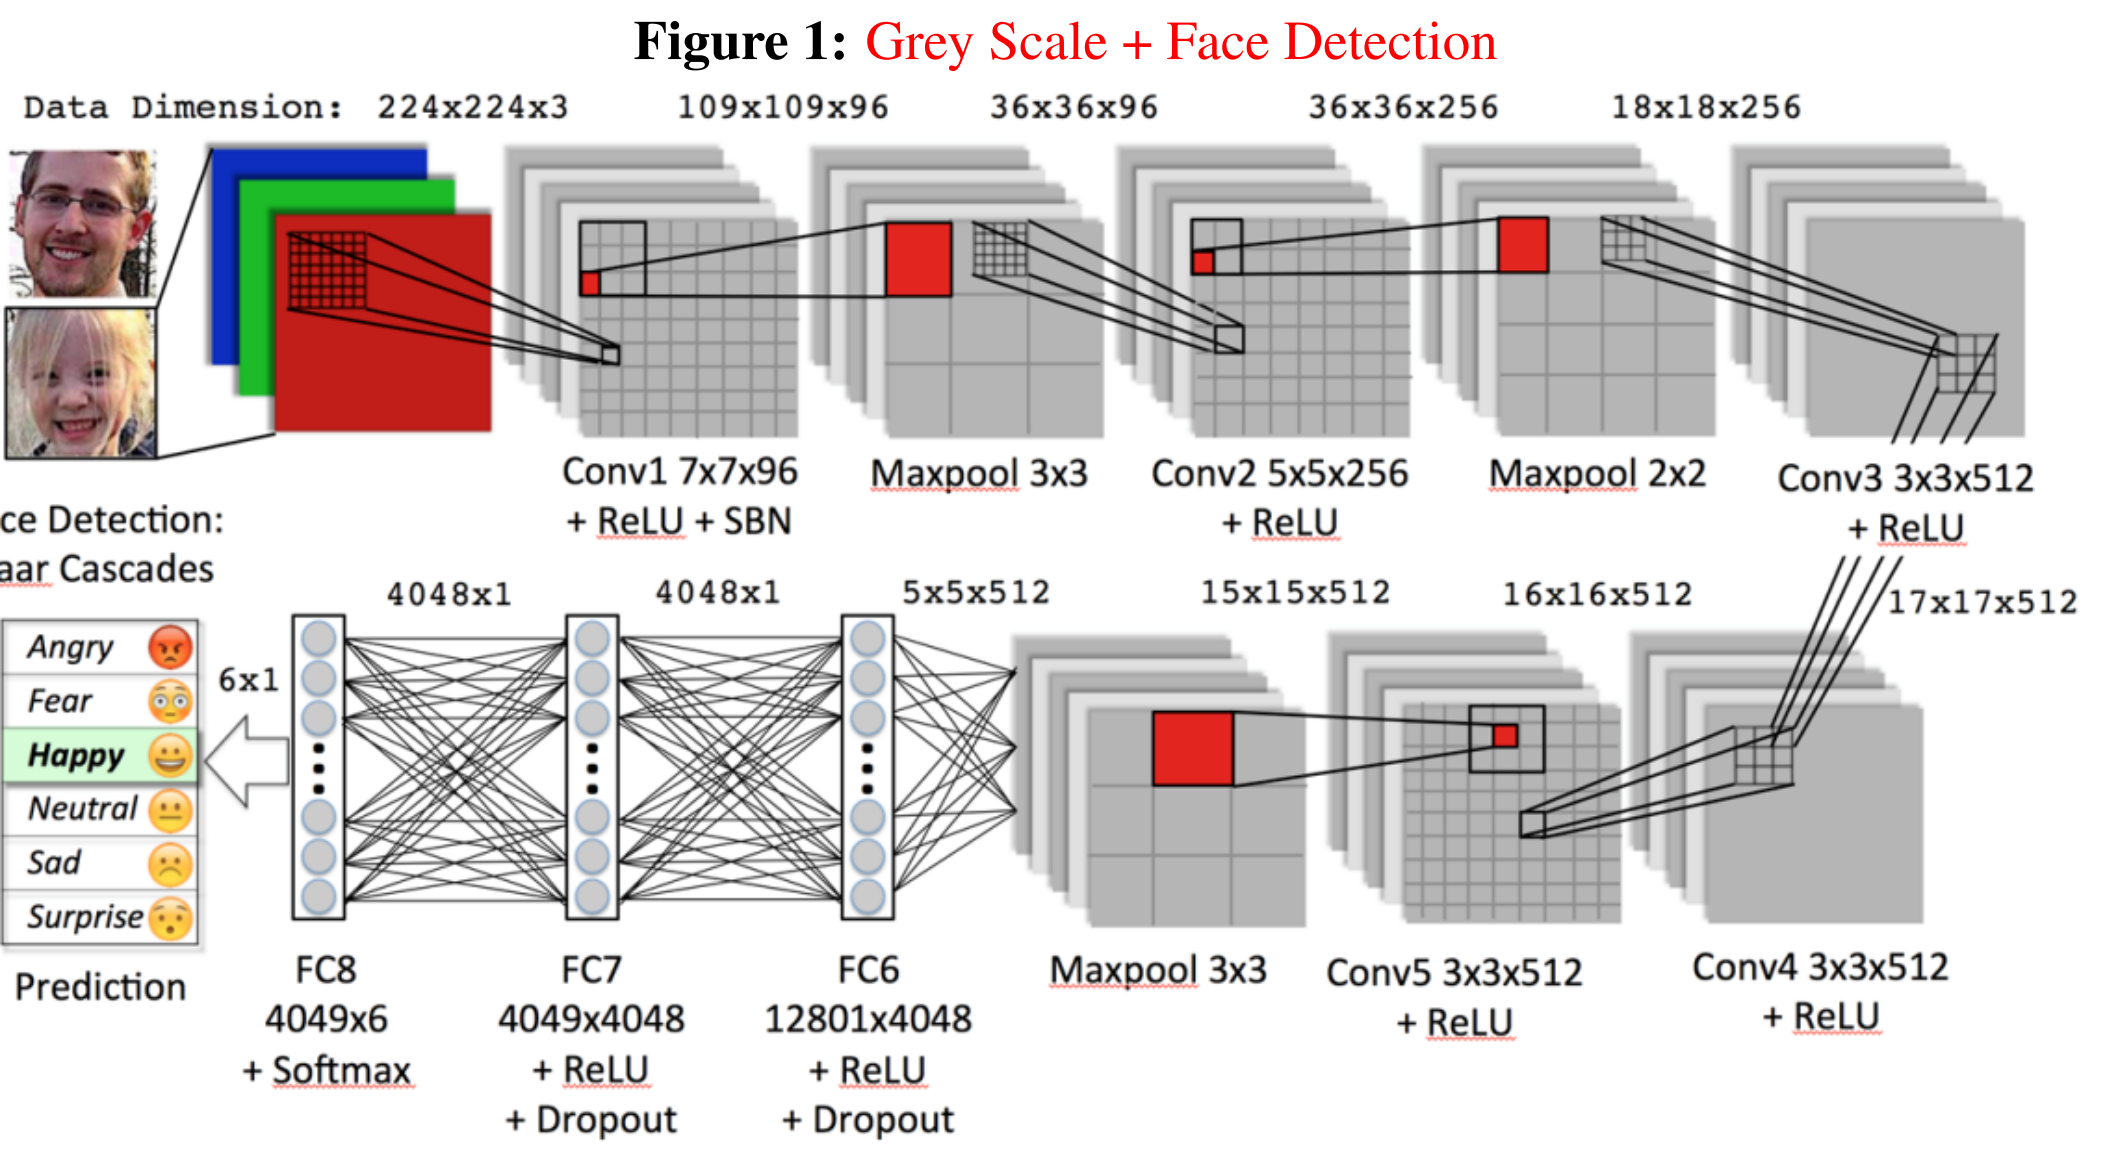 Figure 1: Grey Scale + Face Detection
Data Dimension: 224x224x3 109x109x96 36x36x96 36x36x256 18x18x256
Conv1 7x7x96
+ ReLU + SBN
Maxpool 3x3
Conv2 5x5x256
+ ReLU
Maxpool 2x2
Conv3 3x3x512
+ ReLU
ce Detection:
aar Cascades
4048x1 4048x1 5x5x512 15x15x512 16x16x512 17x17x512
Angry
Fear
Happy
Neutral
Sad
Surprise
Prediction
6x1
FC8
4049x6
+ Softmax
FC7
4049x4048
+ ReLU
+ Dropout
FC6
12801x4048
+ ReLU
+ Dropout
Maxpool 3x3
Conv5 3x3x512
+ ReLU
Conv4 3x3x512
+ ReLU